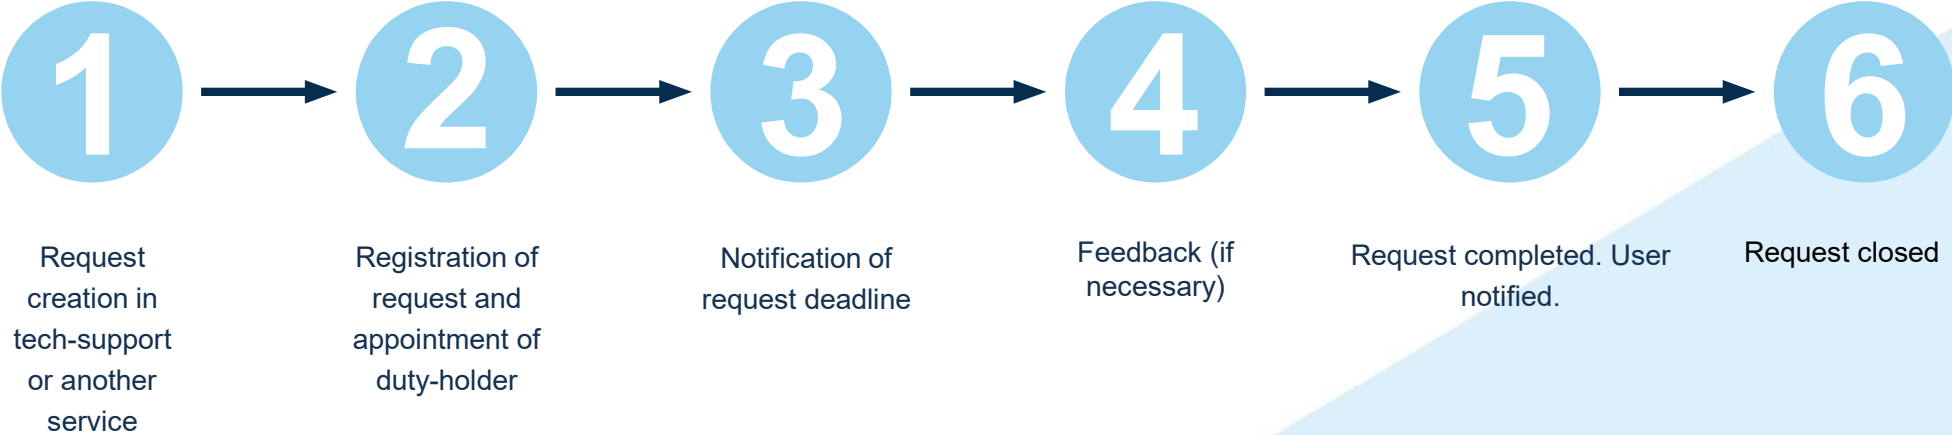 1
2
3
4
5
6
Request
creation in
tech-support
or another
service
Registration of
request and
appointment of
duty-holder
Notification of
request deadline
Feedback (if
necessary)
Request completed. User
notified.
Request closed